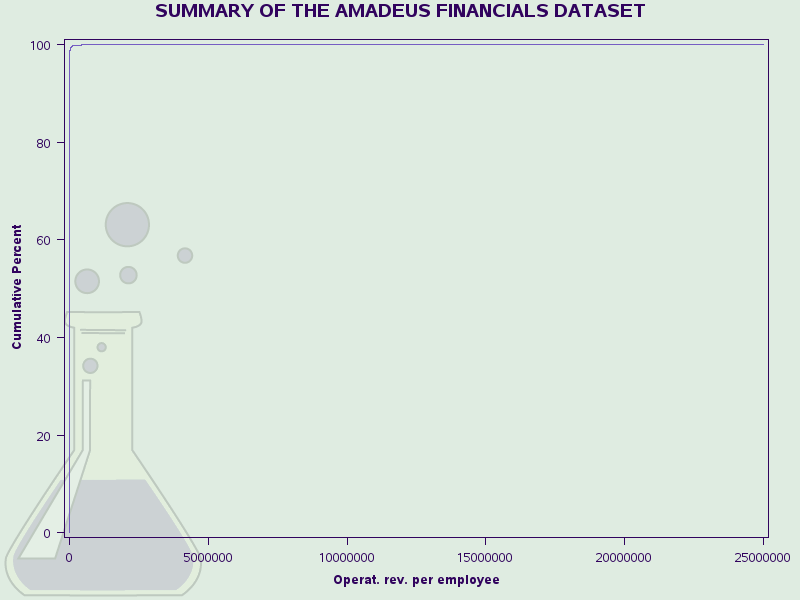 SUMMARY OF THE AMADEUS FINANCIALS DATASET
100
80
60
40
20
0
Cumulative Percent
0 5000000 10000000 15000000 20000000 25000000
Operat. rev. per employee